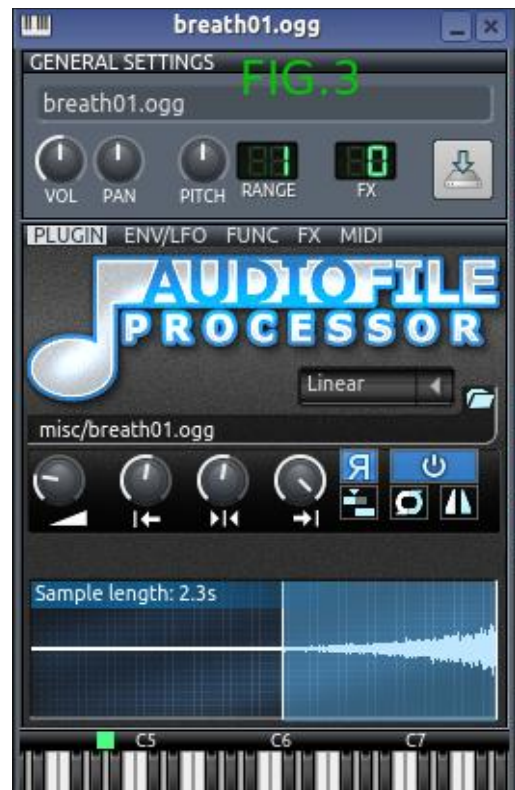 breath01.ogg
GENERAL SETTINGS
FIG.3
breath01.ogg
1
0
VOL PAN PITCH RANGE FX
PLUGIN ENV/LFO FUNC FX MIDI
AUDIOFILE
PROCESSOR
Linear
misc/breath01.ogg
Sample length: 2.3s
C5 C6 C7